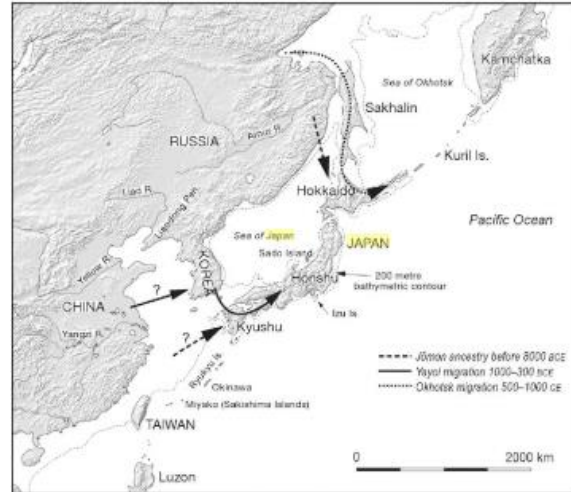 Kamchatka
Sea of Okhotsk
Sakhalin
RUSSIA
Amur R.
Kuril Is.
Hokkaido
Liao R.
Liaodong Pen.
Pacific Ocean
Sea of Japan
JAPAN
Sado Island
Yellow R.
KOREA
Honshu
200 metre
bathymetric contour
CHINA
?
Izu Is
Yangzi R.
?
Kyushu
Ryukyu Is.
Okinawa
Miyako (Sakishima Islands)
TAIWAN
Luzon
Jōmon ancestry before 8000 BCE
Yayoi migration 1000–300 BCE
Okhotsk migration 500–1000 CE
0
2000 km